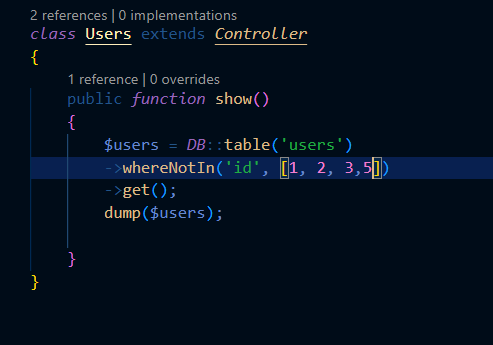 2 references | 0 implementations
class Users extends Controller
{
1 reference | 0 overrides
public function show()
{
$users = DB::table('users')
->whereNotIn('id', [1, 2, 3,5])
->get();
dump($users);
}
}